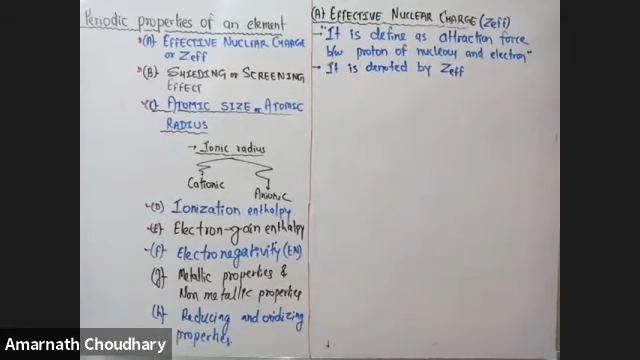 Periodic properties of an element
(A) EFFECTIVE NUCLEAR CHARGE
or Zeff
(B) SHIEDING or SCREENING
EFFECT
(C) ATOMIC SIZE or ATOMIC
RADIUS
→ Ionic radius
Cationic
Anionic
(D) Ionization enthalpy
(E) Electron-gain enthalpy
(F) Electronegativity (EN)
(g) Metallic properties &
Non metallic properties
(h) Reducing and oxidizing
properties.
(A) EFFECTIVE NUCLEAR CHARGE (Zeff)
→ "It is define as attraction force
b/w proton of nucleous and electron"
→ It is denoted by Zeff
Amarnath Choudhary